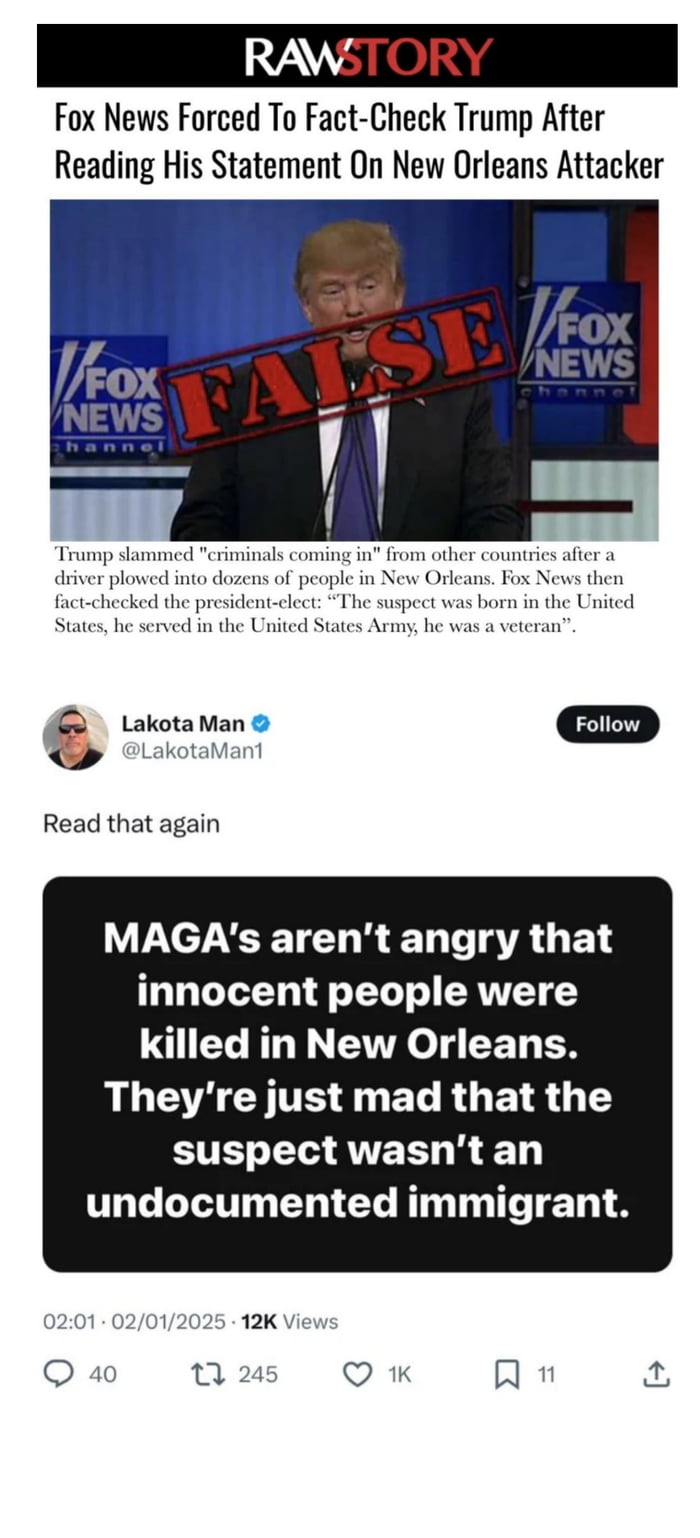 RAWSTORY
Fox News Forced To Fact-Check Trump After
Reading His Statement On New Orleans Attacker
FOX
NEWS
channel
FALSE
FOX
NEWS
hannel
Trump slammed "criminals coming in" from other countries after a
driver plowed into dozens of people in New Orleans. Fox News then
fact-checked the president-elect: “The suspect was born in the United
States, he served in the United States Army, he was a veteran”.
Lakota Man
@LakotaMan1
Follow
Read that again
MAGA’s aren’t angry that
innocent people were
killed in New Orleans.
They’re just mad that the
suspect wasn’t an
undocumented immigrant.
02:01 · 02/01/2025 · 12K Views
40 245 1K 11